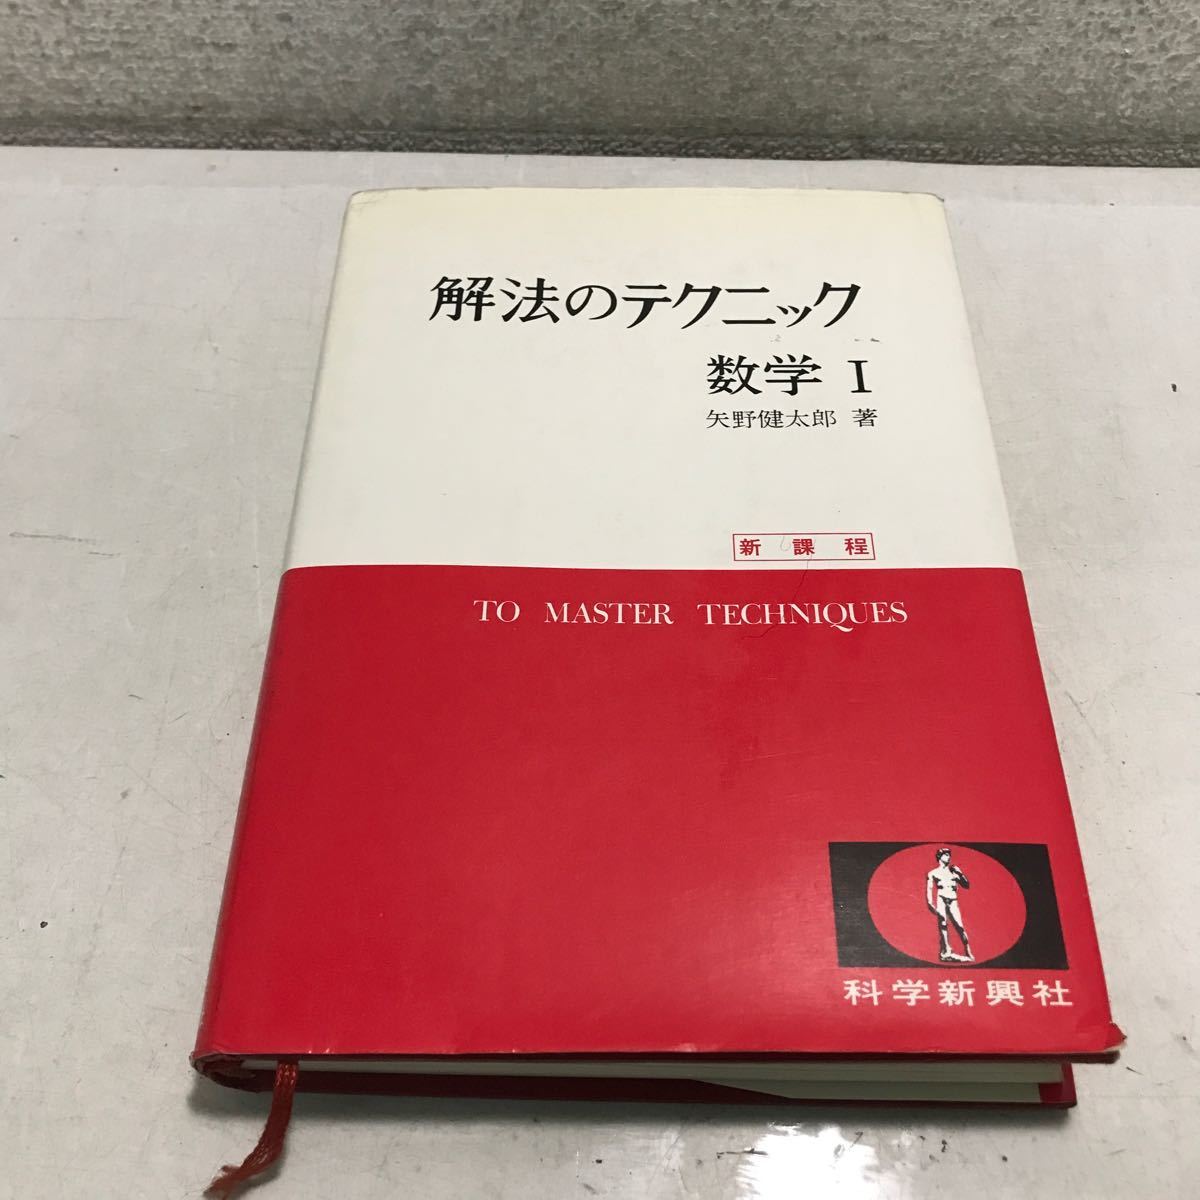 解法のテクニック
数学 I
矢野健太郎 著
新課程
TO MASTER TECHNIQUES
科学新興社